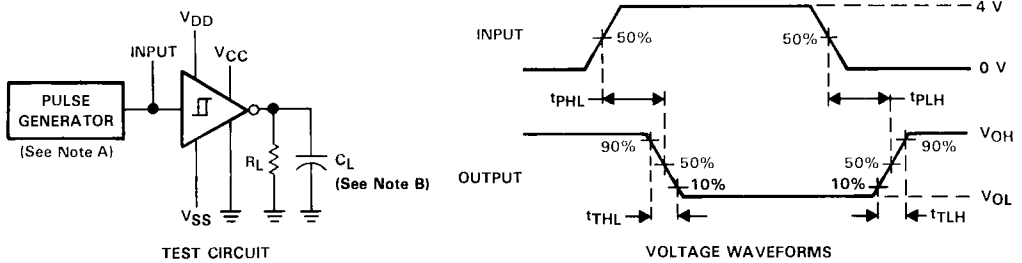 VDD
INPUT
VCC
PULSE
GENERATOR
(See Note A)
RL
CL
(See Note B)
VSS
TEST CIRCUIT
4 V
INPUT
50%
50%
0 V
tPHL
tPLH
VOH
90%
90%
OUTPUT
50%
50%
10%
10%
VOL
tTHL
tTLH
VOLTAGE WAVEFORMS